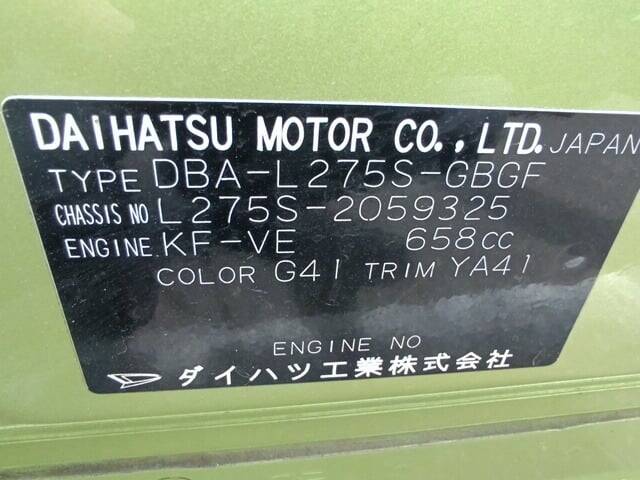 DAIHATSU MOTOR CO.,LTD. JAPAN
TYPE DBA-L275S-GBGF
CHASSIS NO L275S-2059325
ENGINE KF-VE 658cc
COLOR G41 TRIM YA41
ENGINE NO
ダイハツ工業株式会社